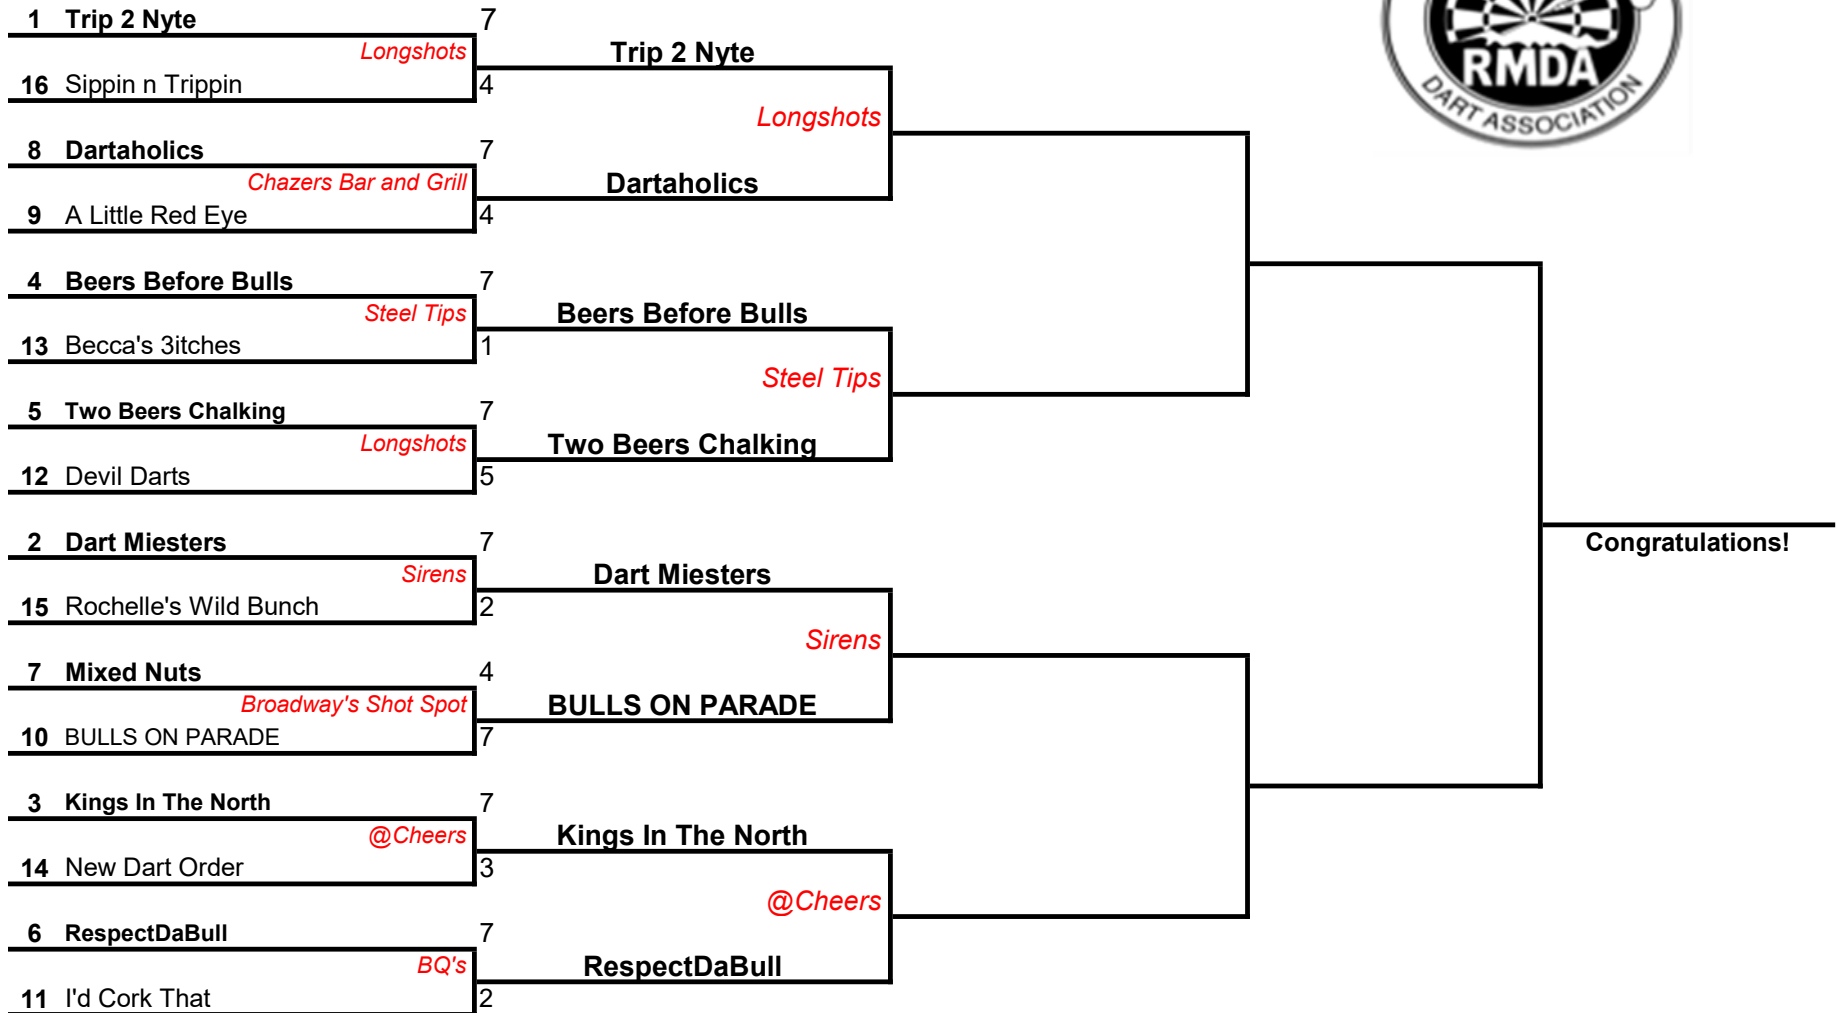 1 Trip 2 Nyte 7
Longshots
16 Sippin n Trippin 4
8 Dartaholics 7
Chazers Bar and Grill
9 A Little Red Eye 4
4 Beers Before Bulls 7
Steel Tips
13 Becca's 3itches 1
5 Two Beers Chalking 7
Longshots
12 Devil Darts 5
2 Dart Miesters 7
Sirens
15 Rochelle's Wild Bunch 2
7 Mixed Nuts 4
Broadway's Shot Spot
10 BULLS ON PARADE 7
3 Kings In The North 7
@Cheers
14 New Dart Order 3
6 RespectDaBull 7
BQ's
11 I'd Cork That 2
Trip 2 Nyte
Longshots
Dartaholics
Beers Before Bulls
Steel Tips
Two Beers Chalking
Dart Miesters
Sirens
BULLS ON PARADE
Kings In The North
@Cheers
RespectDaBull
Congratulations!
RMDA
DART ASSOCIATION